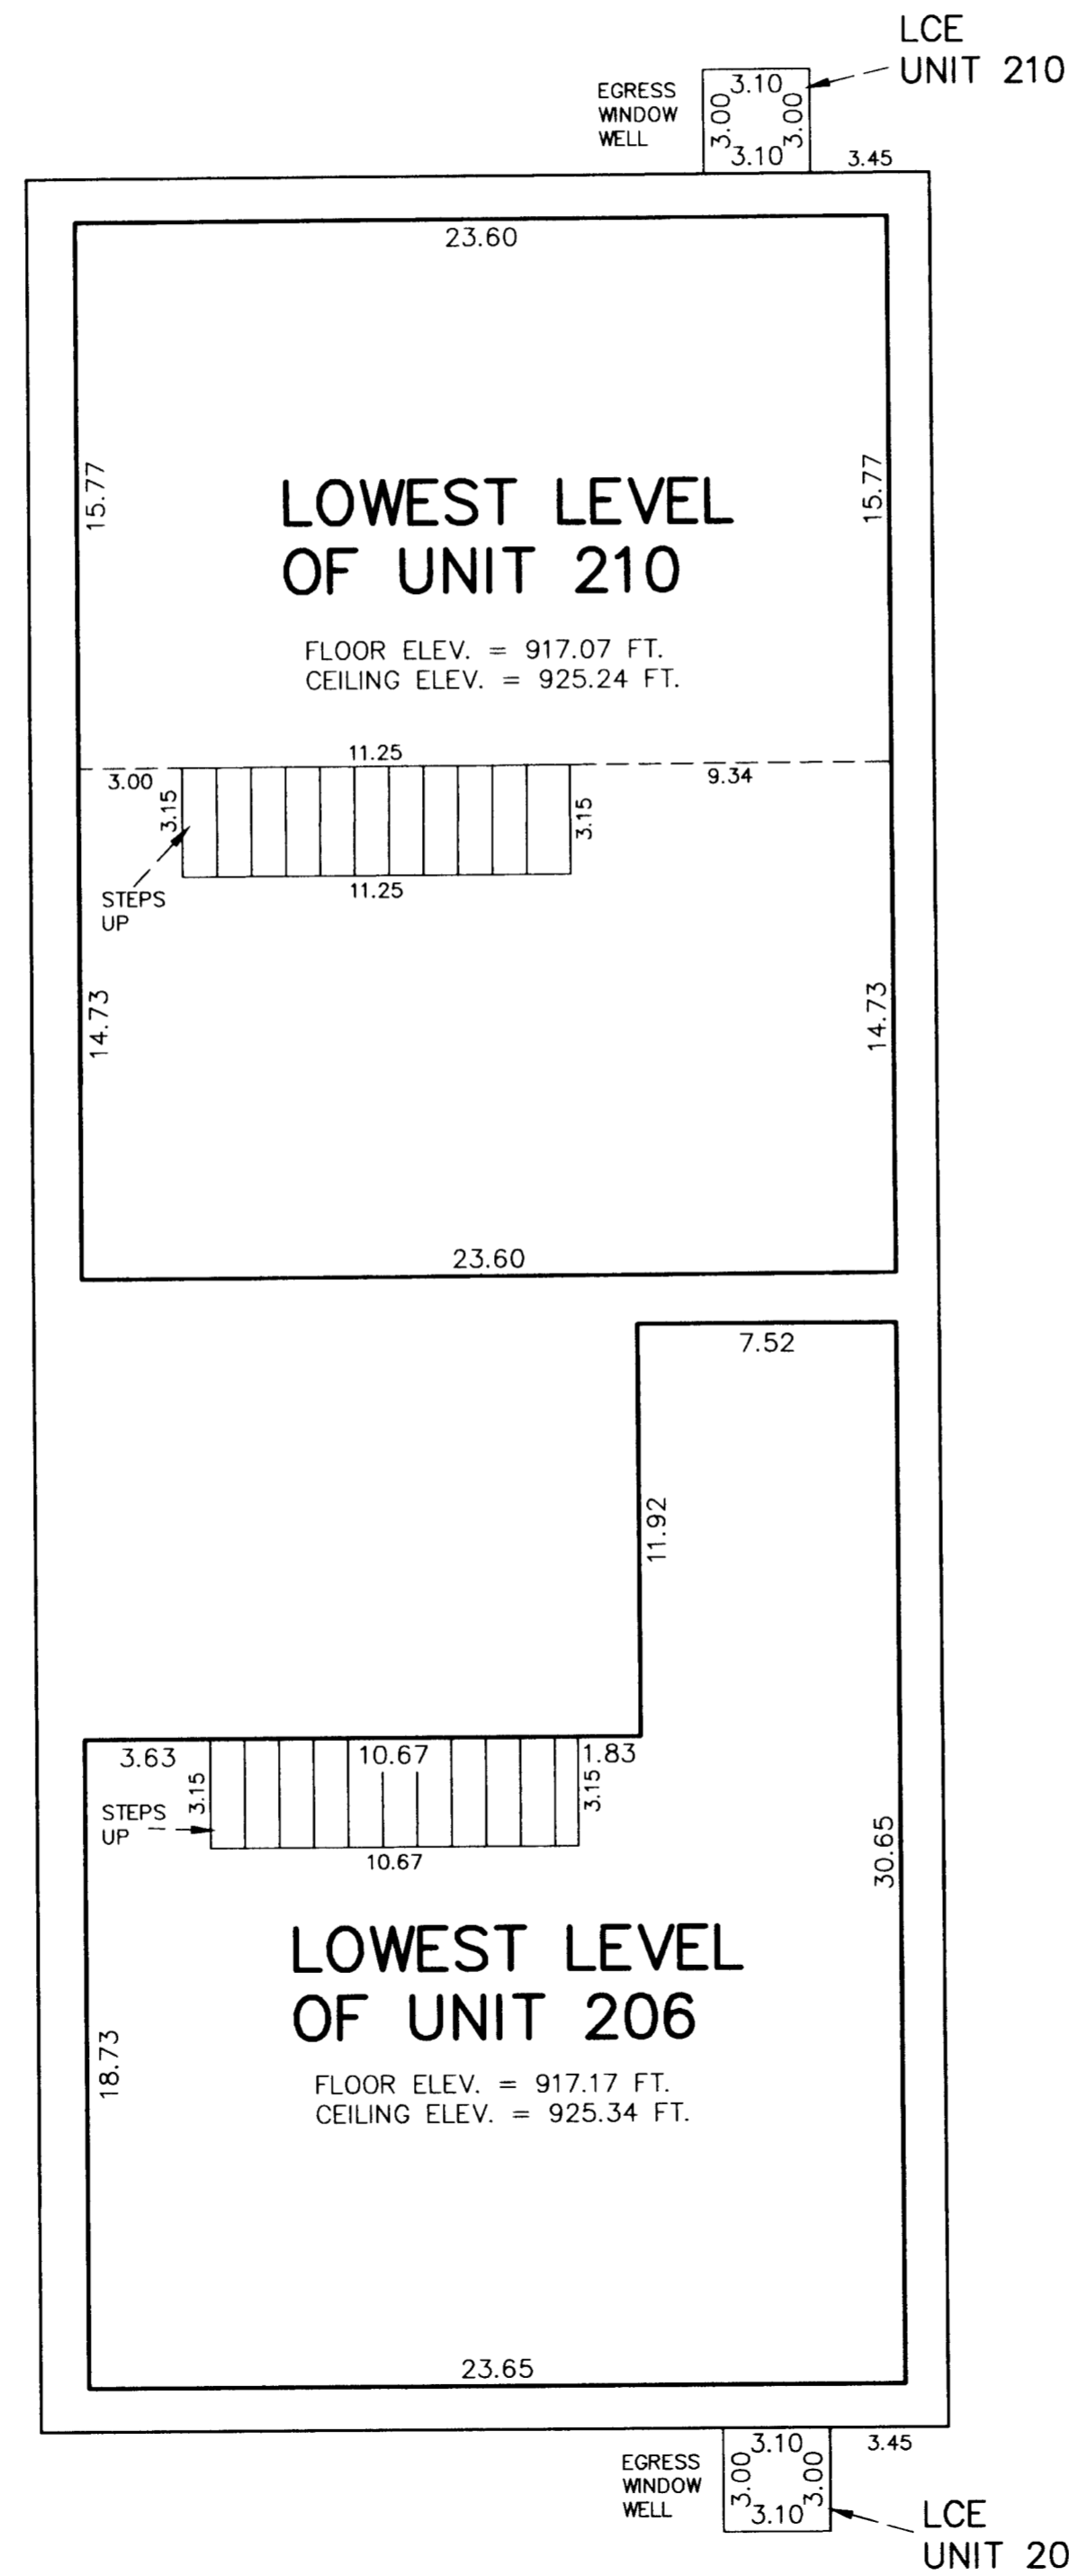 LCE
UNIT 210
EGRESS
WINDOW
WELL
3.10
3.00
3.00
3.10
3.45
23.60
15.77
15.77
LOWEST LEVEL
OF UNIT 210
FLOOR ELEV. = 917.07 FT.
CEILING ELEV. = 925.24 FT.
11.25
3.00
9.34
3.15
3.15
11.25
STEPS
UP
14.73
14.73
23.60
7.52
11.92
3.63
10.67
1.83
3.15
3.15
STEPS
UP
10.67
30.65
LOWEST LEVEL
OF UNIT 206
18.73
FLOOR ELEV. = 917.17 FT.
CEILING ELEV. = 925.34 FT.
23.65
3.10
3.45
EGRESS
WINDOW
WELL
3.00
3.00
3.10
LCE
UNIT 20